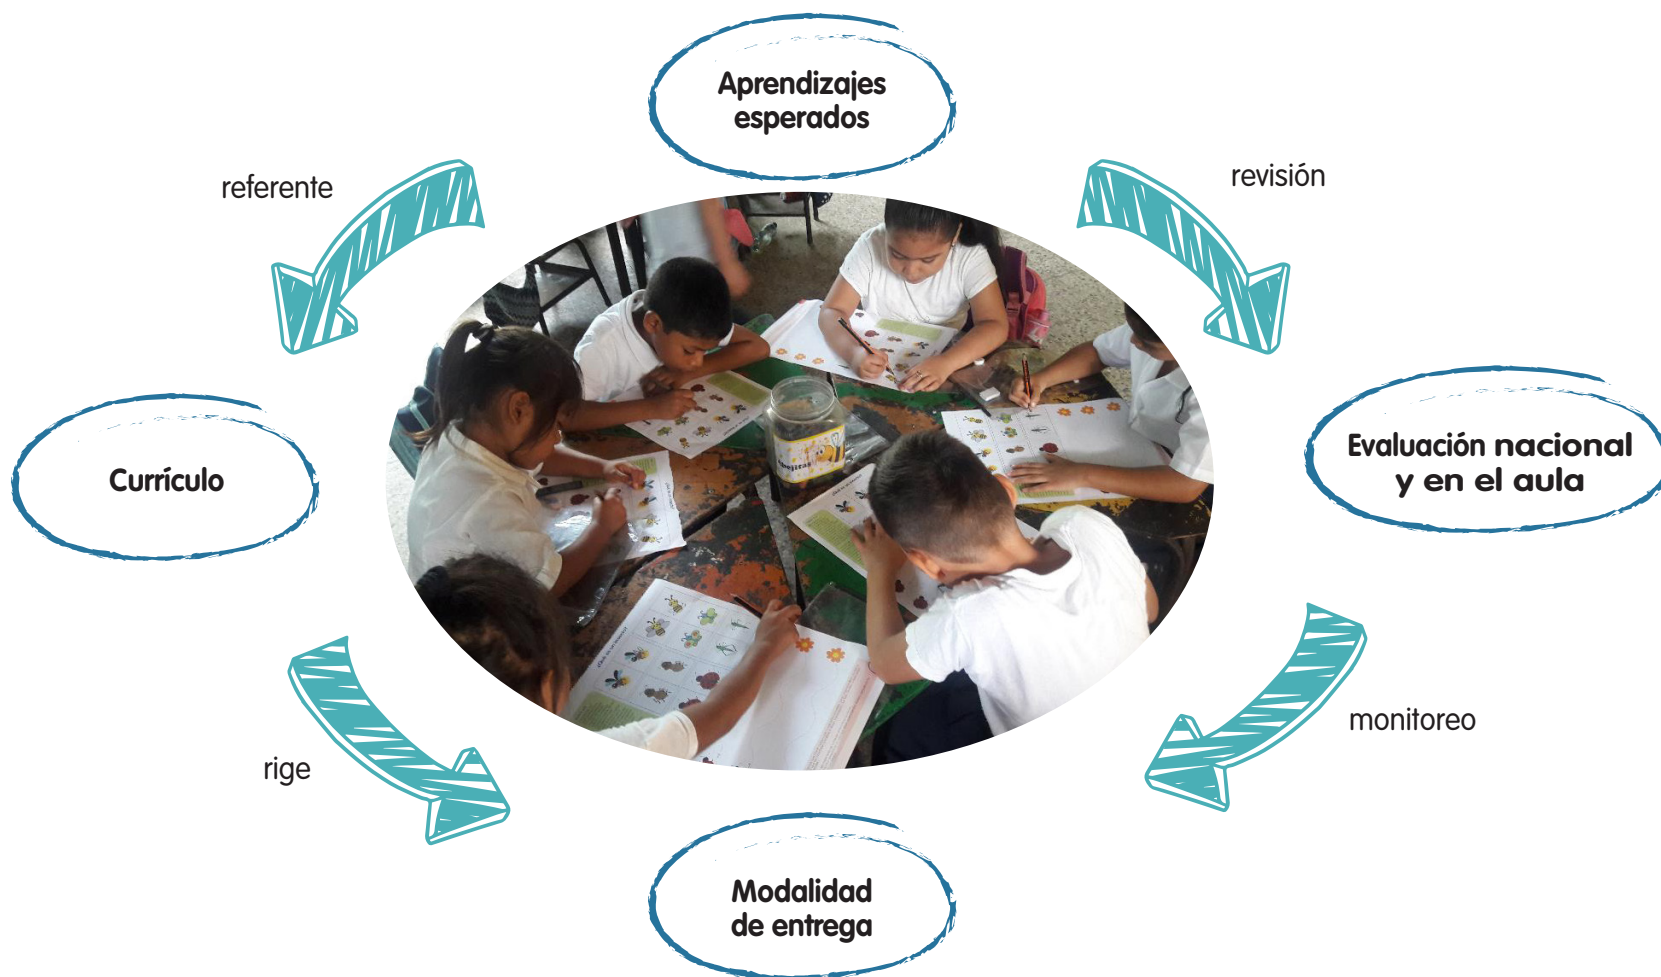 Aprendizajes
esperados
referente
revisión
Currículo
Evaluación nacional
y en el aula
rige
monitoreo
Modalidad
de entrega